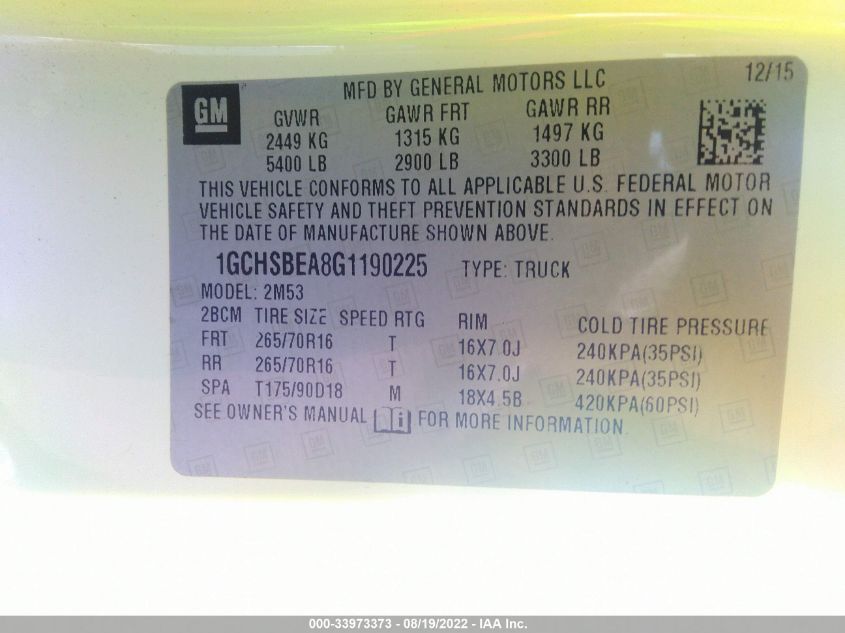 MFD BY GENERAL MOTORS LLC 12/15
GM
GVWR GAWR FRT GAWR RR
2449 KG 1315 KG 1497 KG
5400 LB 2900 LB 3300 LB
THIS VEHICLE CONFORMS TO ALL APPLICABLE U.S. FEDERAL MOTOR
VEHICLE SAFETY AND THEFT PREVENTION STANDARDS IN EFFECT ON
THE DATE OF MANUFACTURE SHOWN ABOVE.
1GCHSBEA8G1190225 TYPE: TRUCK
MODEL: 2M53
2BCM TIRE SIZE SPEED RTG RIM COLD TIRE PRESSURE
FRT 265/70R16 T 16X7.0J 240KPA(35PSI)
RR 265/70R16 T 16X7.0J 240KPA(35PSI)
SPA T175/90D18 M 18X4.5B 420KPA(60PSI)
SEE OWNER'S MANUAL FOR MORE INFORMATION.
000-33973373 - 08/19/2022 - IAA Inc.